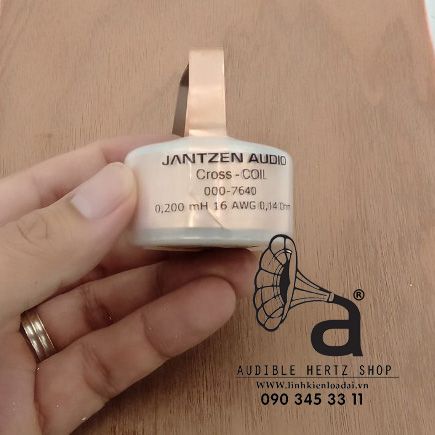 JANTZEN AUDIO
Cross - COIL
000-7640
0,200 mH 16 AWG 0,14 Ohm
a®
AUDIBLE HERTZ SHOP
www.linhkienloadai.vn
090 345 33 11